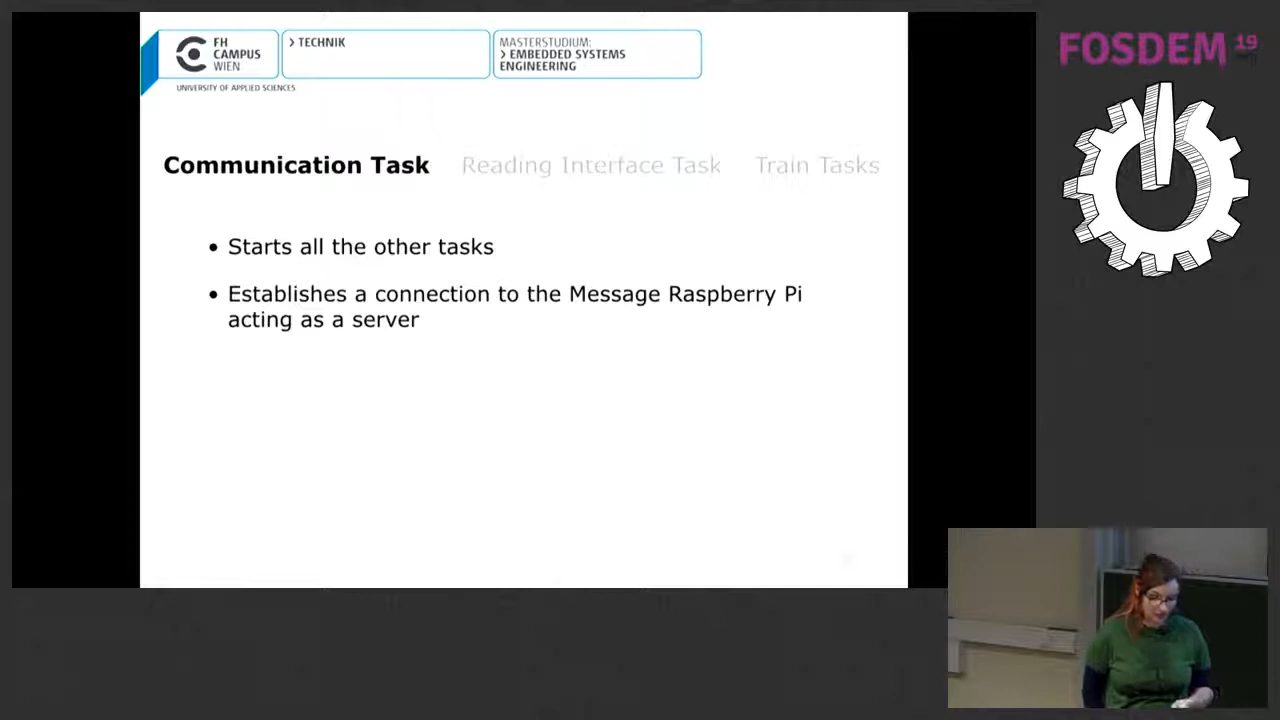 FH
CAMPUS
WIEN
> TECHNIK
MASTERSTUDIUM:
> EMBEDDED SYSTEMS
ENGINEERING
UNIVERSITY OF APPLIED SCIENCES
FOSDEM 19
Communication Task Reading Interface Task Train Tasks
• Starts all the other tasks
• Establishes a connection to the Message Raspberry Pi
acting as a server